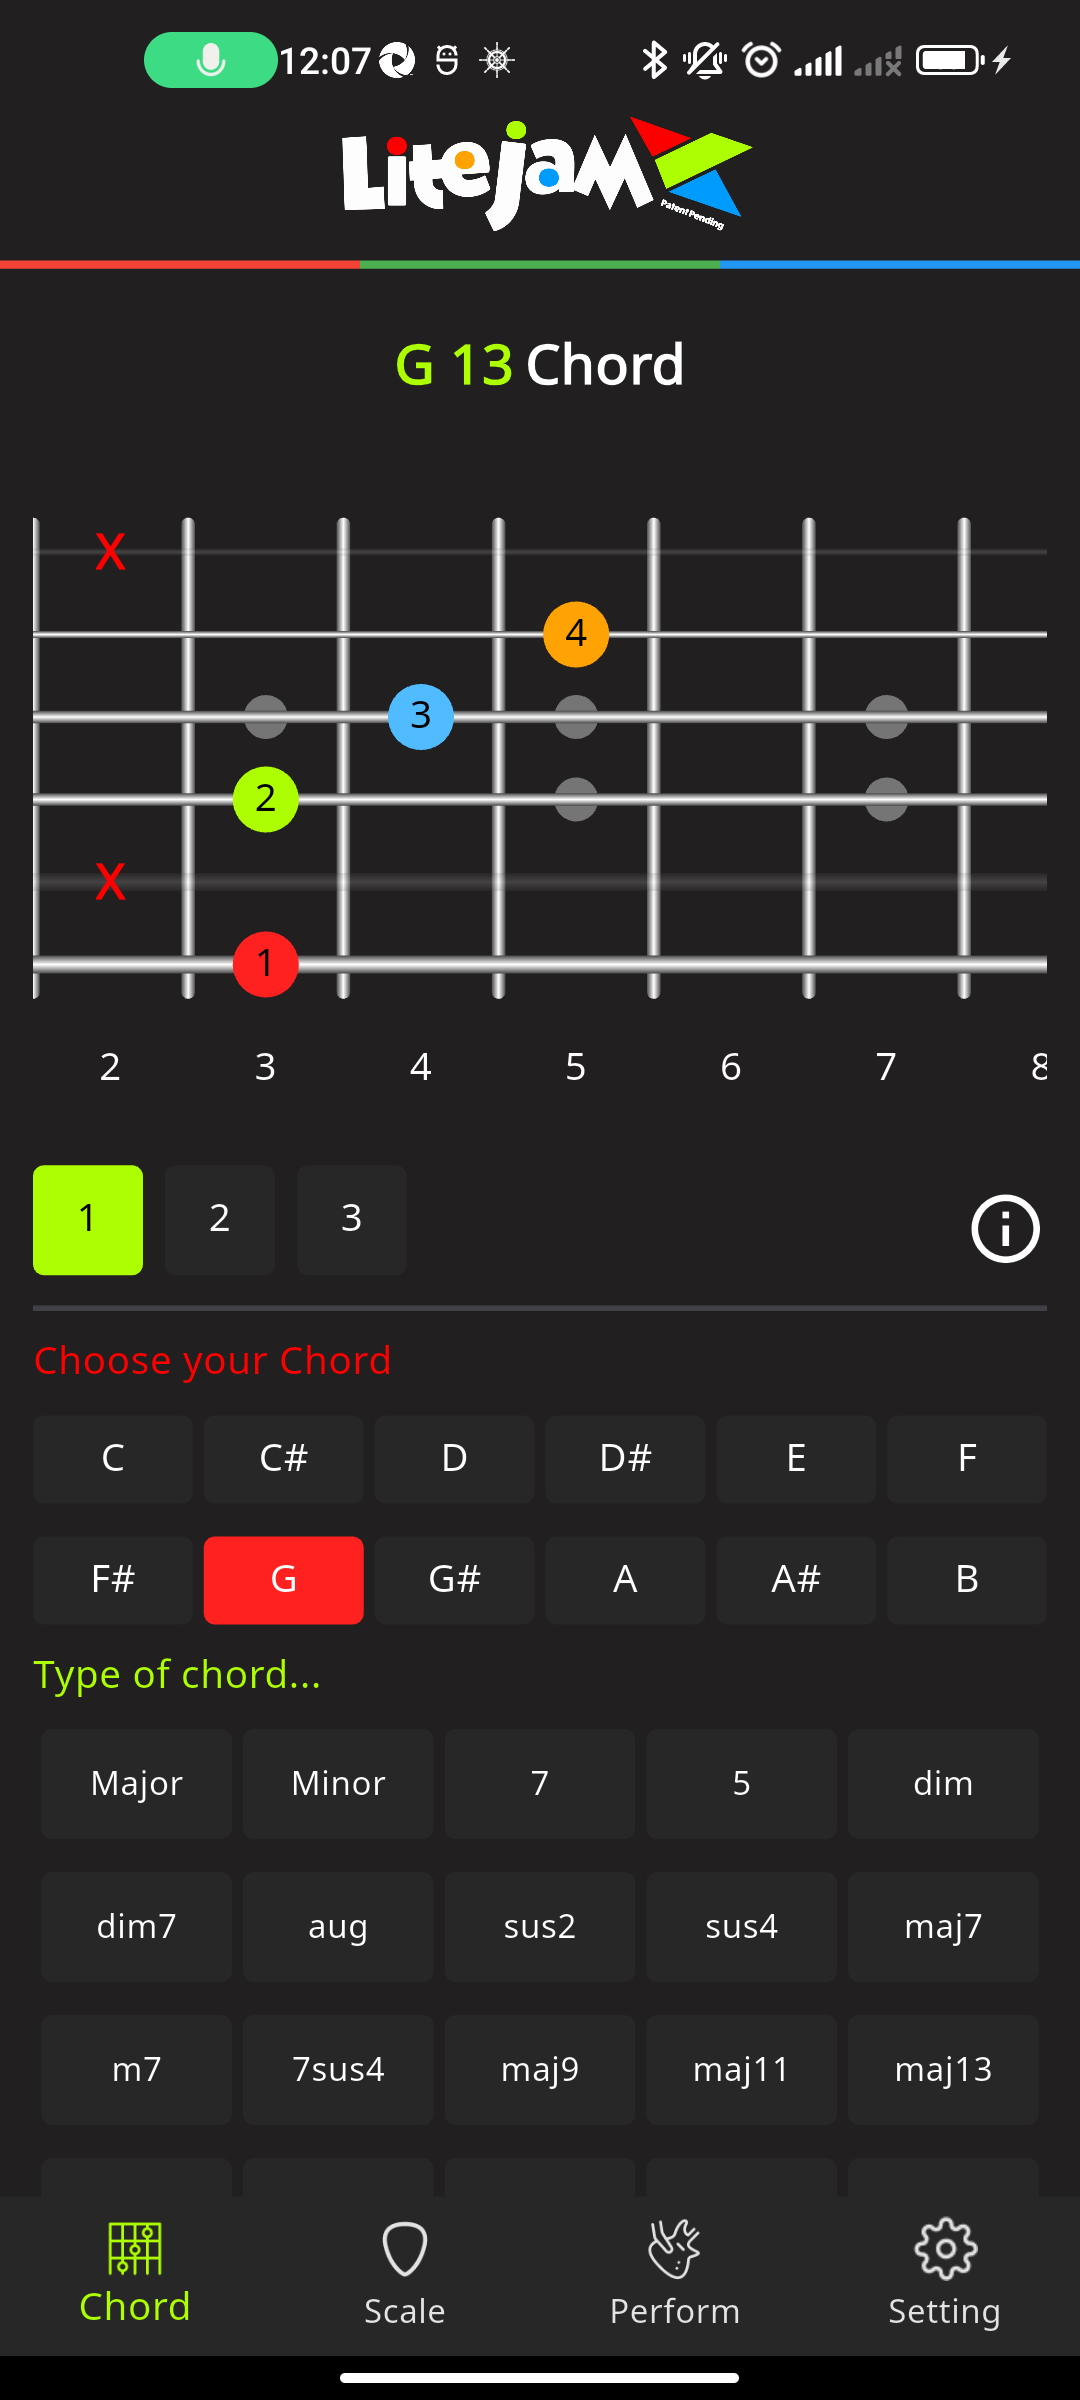 12:07
Litejam
Patent Pending
G 13 Chord
X
4
3
2
X
1
2 3 4 5 6 7 8
1 2 3
Choose your Chord
C C# D D# E F
F# G G# A A# B
Type of chord...
Major Minor 7 5 dim
dim7 aug sus2 sus4 maj7
m7 7sus4 maj9 maj11 maj13
Chord Scale Perform Setting